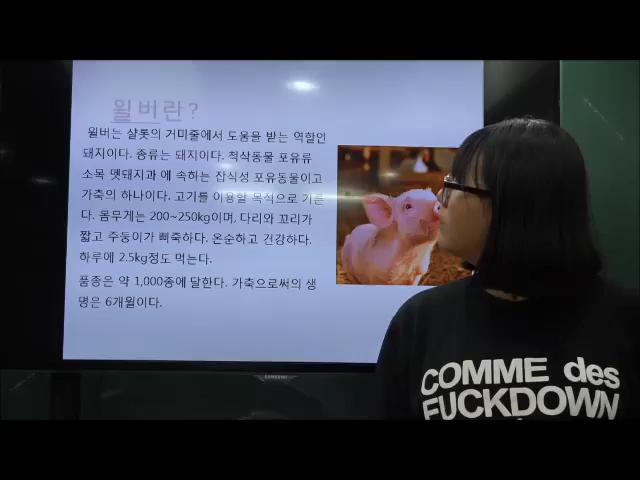 윌버란?
윌버는 샬롯의 거미줄에서 도움을 받는 역할인
돼지이다. 종류는 돼지이다. 척삭동물 포유류
소목 멧돼지과 에 속하는 잡식성 포유동물이고
가축의 하나이다. 고기를 이용할 목적으로 기른
다. 몸무게는 200~250kg이며, 다리와 꼬리가
짧고 주둥이가 삐죽하다. 온순하고 건강하다.
하루에 2.5kg정도 먹는다.
품종은 약 1,000종에 달한다. 가축으로써의 생
명은 6개월이다.
SAMSUNG
COMME des
FUCKDOWN